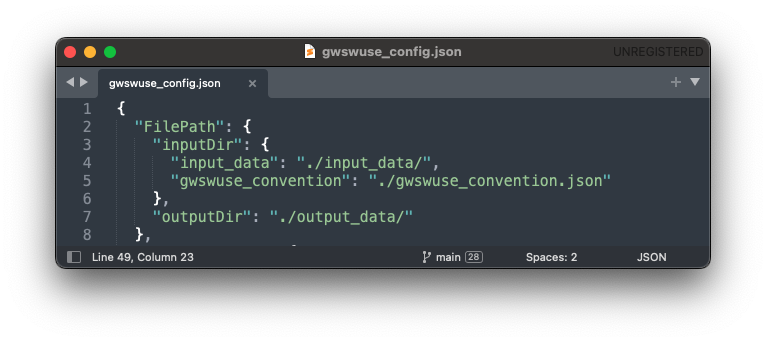 gwswuse_config.json
UNREGISTERED
gwswuse_config.json
1 {
2 "FilePath": {
3 "inputDir": {
4 "input_data": "./input_data/",
5 "gwswuse_convention": "./gwswuse_convention.json"
6 },
7 "outputDir": "./output_data/"
8 },
Line 49, Column 23
main 28
Spaces: 2
JSON